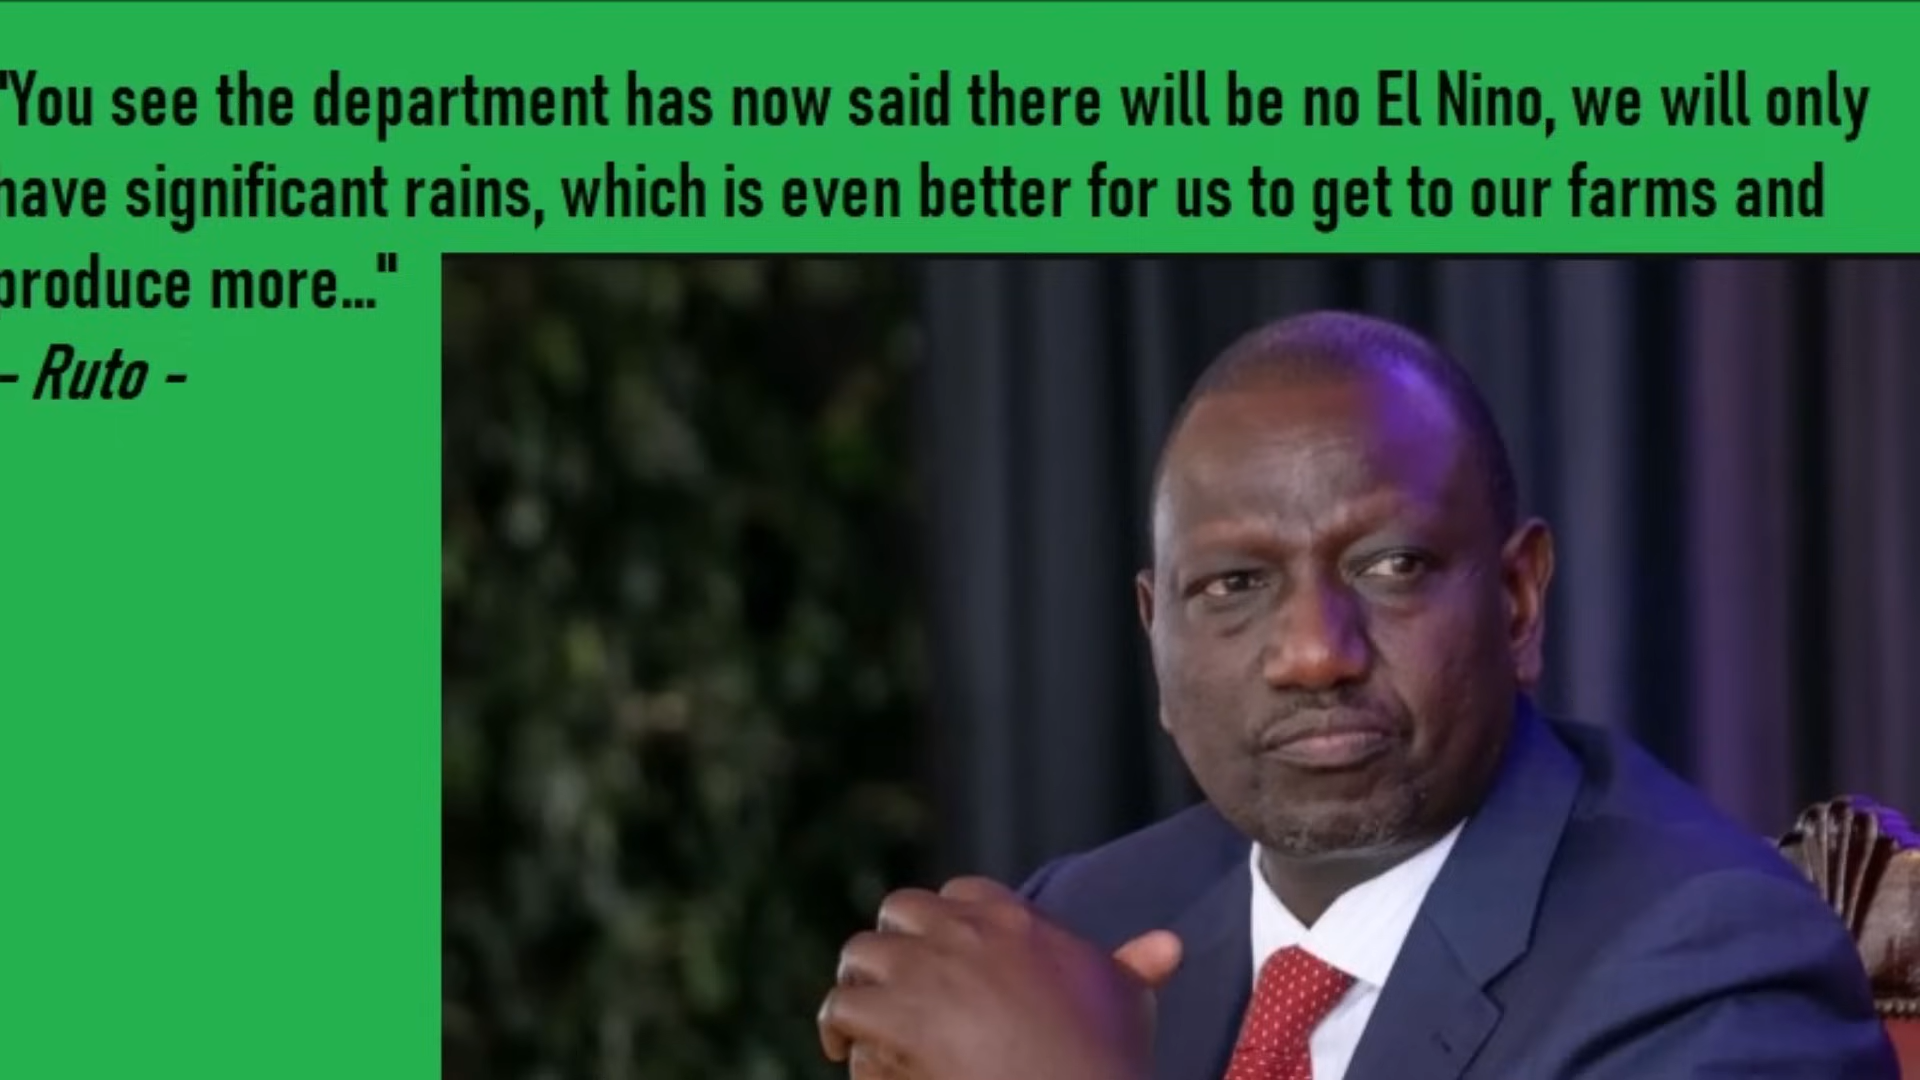 "You see the department has now said there will be no El Nino, we will only
have significant rains, which is even better for us to get to our farms and
produce more..."
- Ruto -